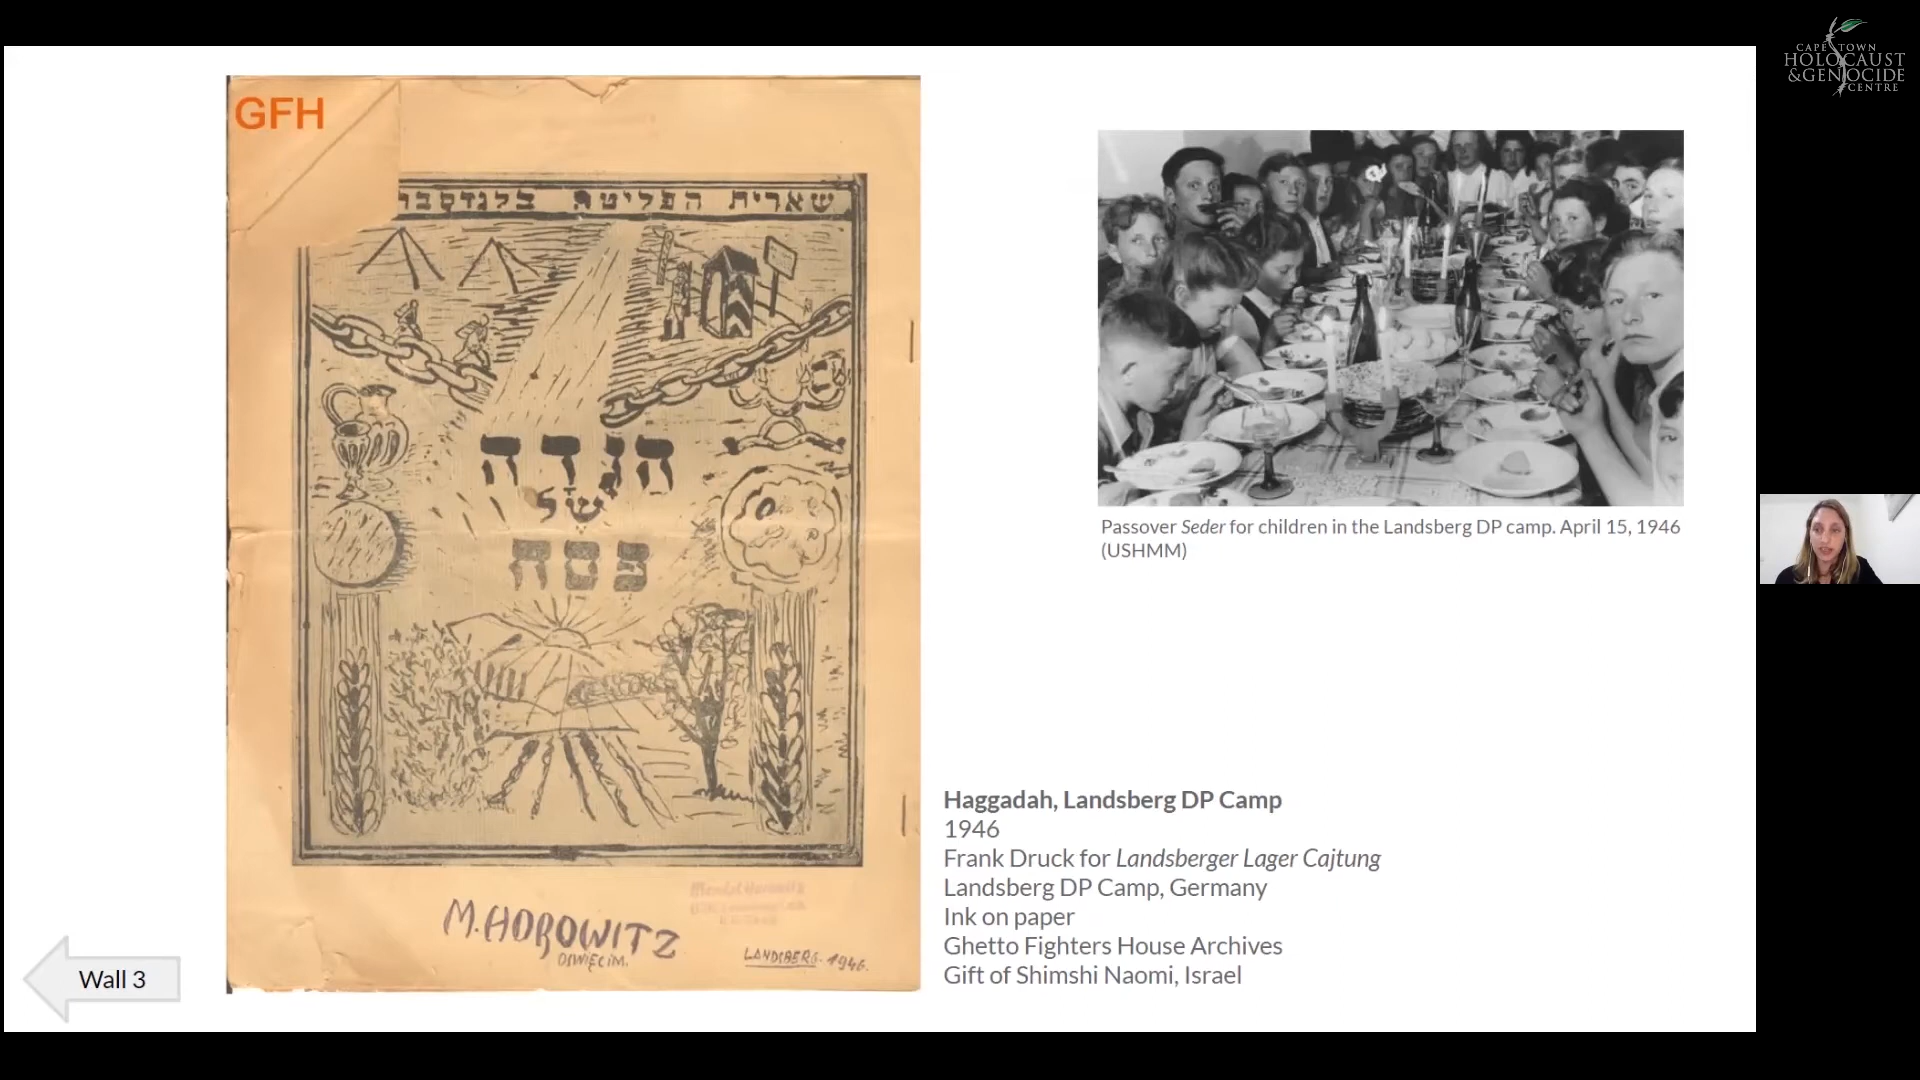 CAPE TOWN
HOLOCAUST
& GENOCIDE
CENTRE
GFH
שארית הפליטה בלנדסבר
הגדה
של
פסח
M. HOROWITZ
OŚWIĘCIM.
LANDSBERG. 1946.
Passover Seder for children in the Landsberg DP camp. April 15, 1946
(USHMM)
Haggadah, Landsberg DP Camp
1946
Frank Druck for Landsberger Lager Cajtung
Landsberg DP Camp, Germany
Ink on paper
Ghetto Fighters House Archives
Gift of Shimshi Naomi, Israel
Wall 3